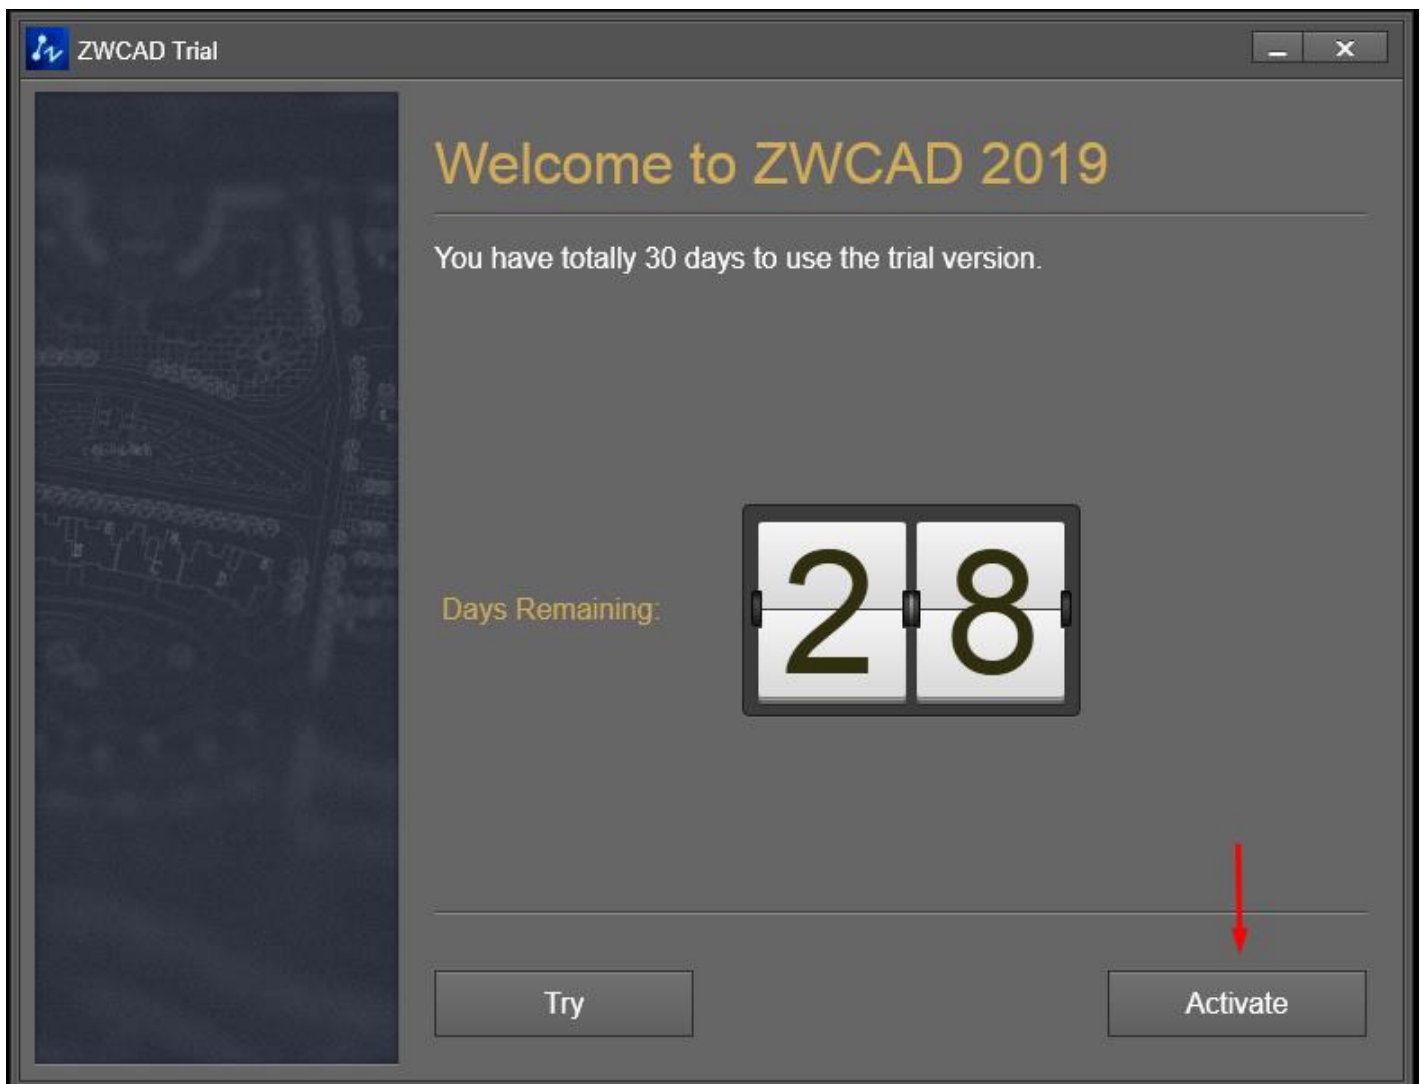 ZWCAD Trial
Welcome to ZWCAD 2019
You have totally 30 days to use the trial version.
Days Remaining: 28
Try Activate